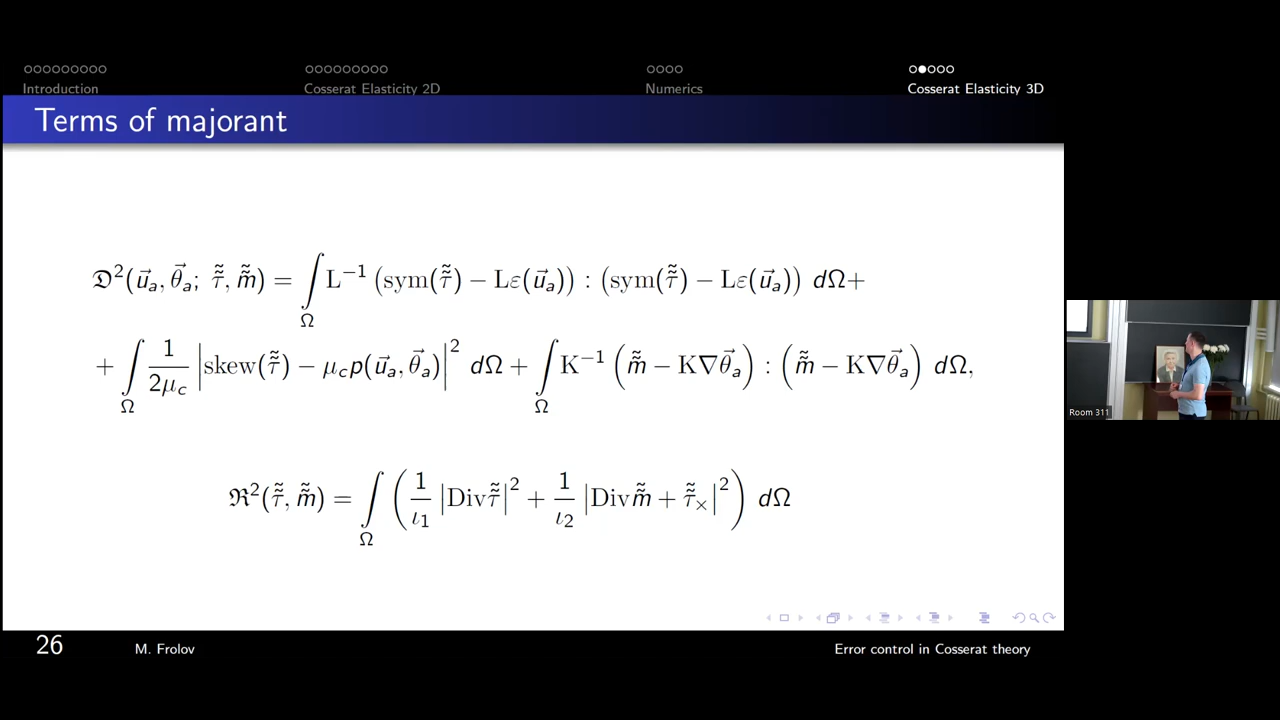 Introduction Cosserat Elasticity 2D Numerics Cosserat Elasticity 3D
Terms of majorant
𝔇²(u⃗ₐ, θ⃗ₐ; τ̃̃, m̃̃) = ∫_Ω L⁻¹ (sym(τ̃̃) − Lε(u⃗ₐ)) : (sym(τ̃̃) − Lε(u⃗ₐ)) dΩ+
+ ∫_Ω 1/(2μ_c) |skew(τ̃̃) − μ_c p(u⃗ₐ, θ⃗ₐ)|² dΩ + ∫_Ω K⁻¹ (m̃̃ − K∇θ⃗ₐ) : (m̃̃ − K∇θ⃗ₐ) dΩ,
ℜ²(τ̃̃, m̃̃) = ∫_Ω (1/ι₁ |Divτ̃̃|² + 1/ι₂ |Divm̃̃ + τ̃̃_×|²) dΩ
26 M. Frolov Error control in Cosserat theory
Room 311